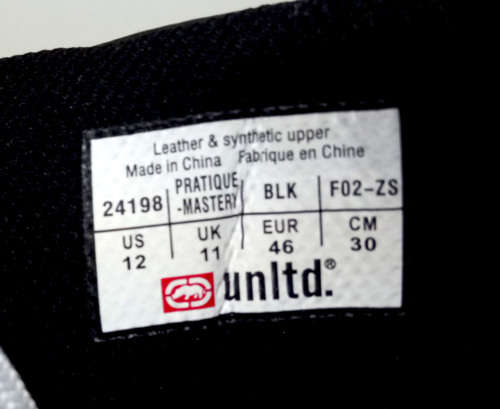 Leather & synthetic upper
Made in China Fabrique en Chine
24198 PRATIQUE -MASTERY BLK F02-ZS
US UK EUR CM
12 11 46 30
unltd.®